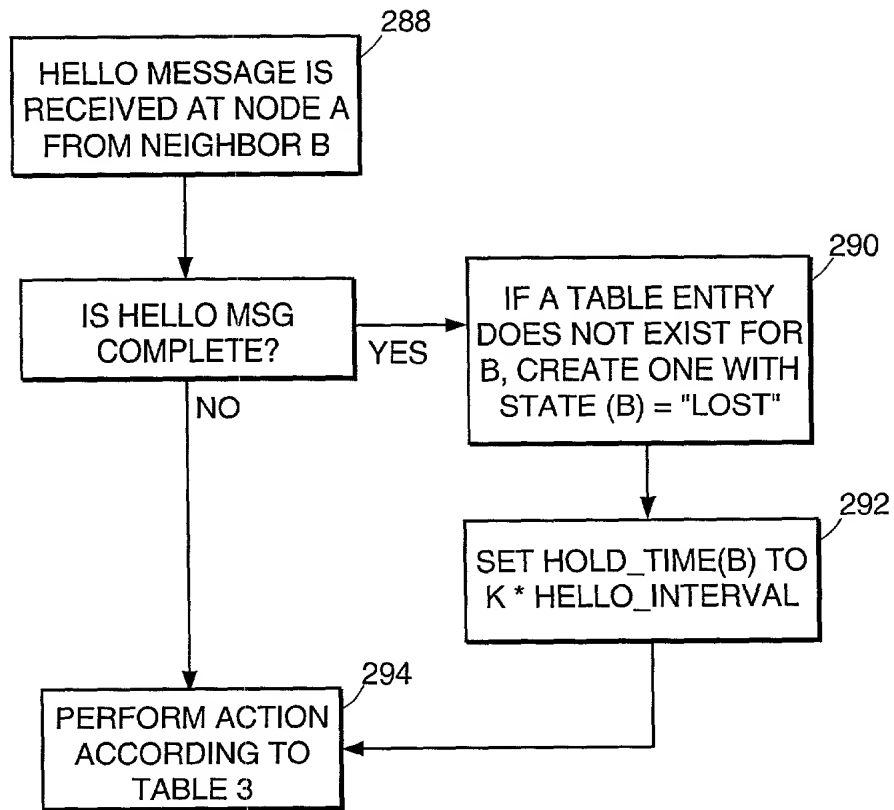 288
HELLO MESSAGE IS
RECEIVED AT NODE A
FROM NEIGHBOR B
IS HELLO MSG
COMPLETE?
YES
NO
290
IF A TABLE ENTRY
DOES NOT EXIST FOR
B, CREATE ONE WITH
STATE (B) = "LOST"
292
SET HOLD_TIME(B) TO
K * HELLO_INTERVAL
294
PERFORM ACTION
ACCORDING TO
TABLE 3